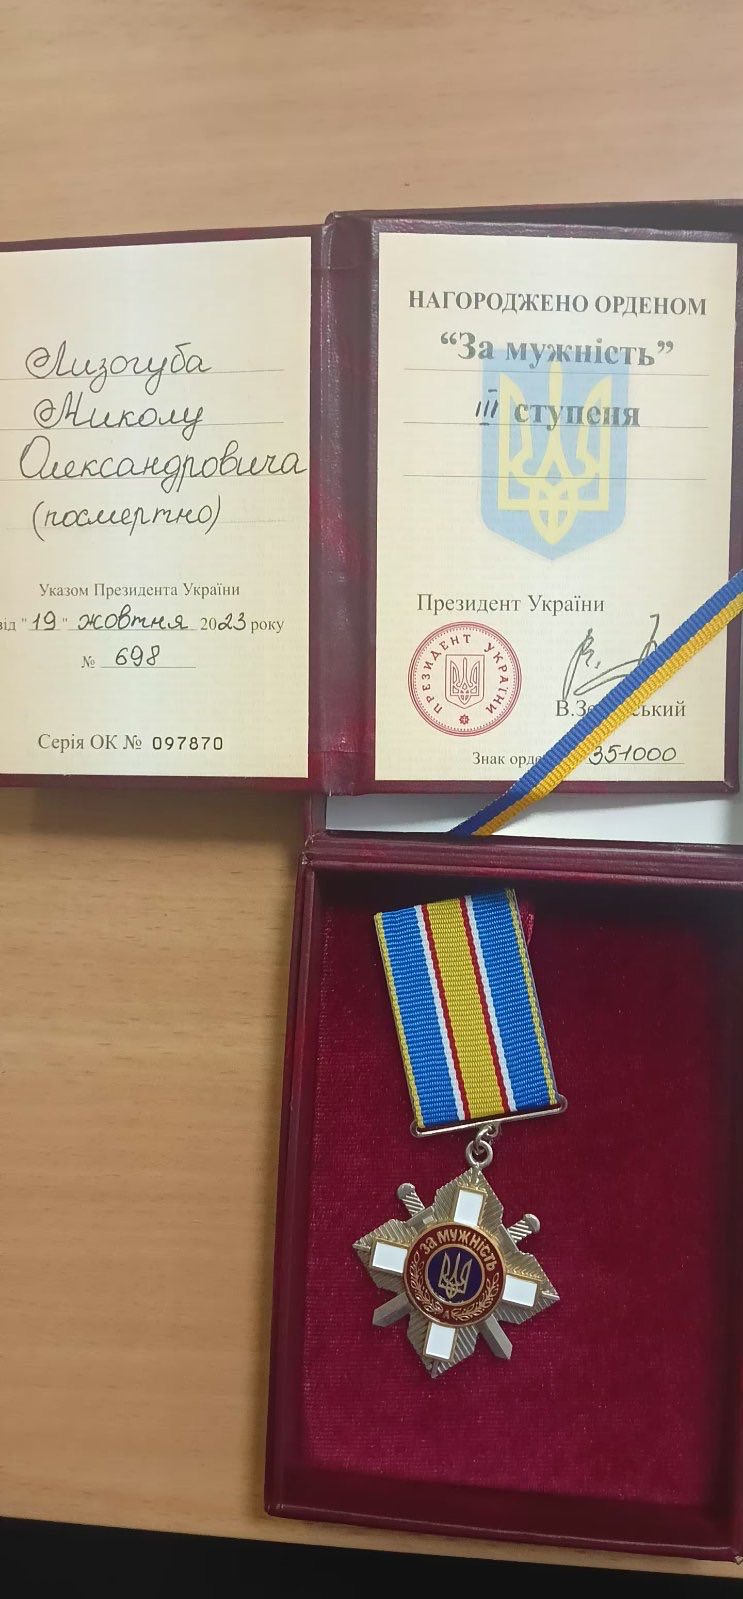 Лизогуба
Миколу
Олександровича
(посмертно)
Указом Президента України
від "19" жовтня 2023 року
№ 698
Серія ОК № 097870
НАГОРОДЖЕНО ОРДЕНОМ
“За мужність”
III ступеня
Президент України
ПРЕЗИДЕНТ УКРАЇНИ
Знак 351000
ЗА МУЖНІСТЬ